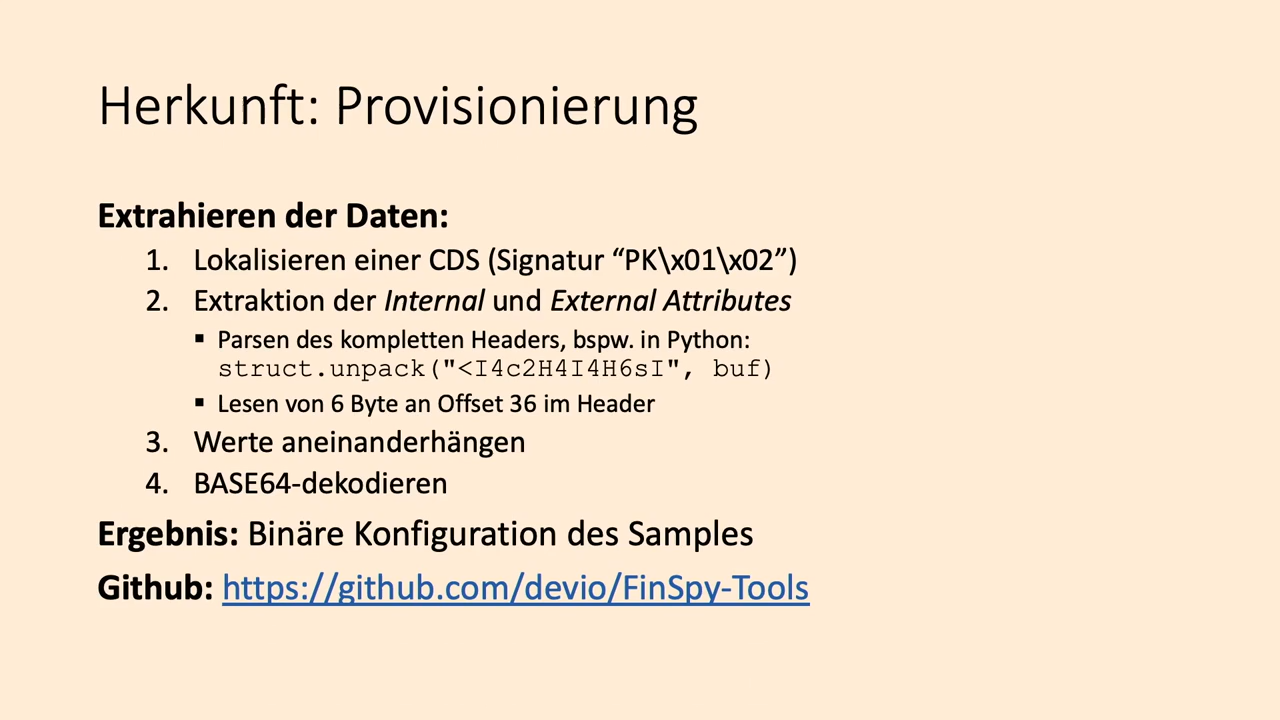 Herkunft: Provisionierung
Extrahieren der Daten:
1. Lokalisieren einer CDS (Signatur “PK\x01\x02”)
2. Extraktion der Internal und External Attributes
▪ Parsen des kompletten Headers, bspw. in Python:
struct.unpack("<I4c2H4I4H6sI", buf)
▪ Lesen von 6 Byte an Offset 36 im Header
3. Werte aneinanderhängen
4. BASE64-dekodieren
Ergebnis: Binäre Konfiguration des Samples
Github: https://github.com/devio/FinSpy-Tools